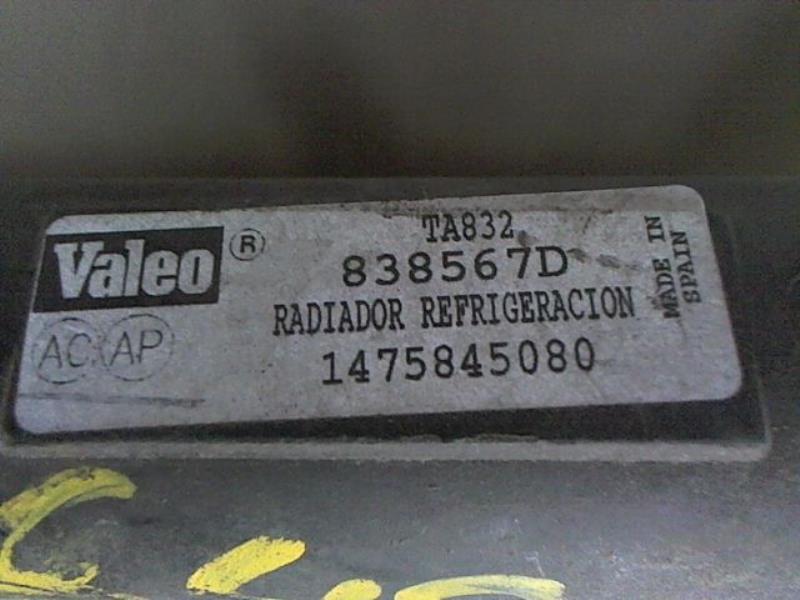 Valeo ®
TA832
838567D
RADIADOR REFRIGERACION
1475845080
AC AP
MADE IN
SPAIN